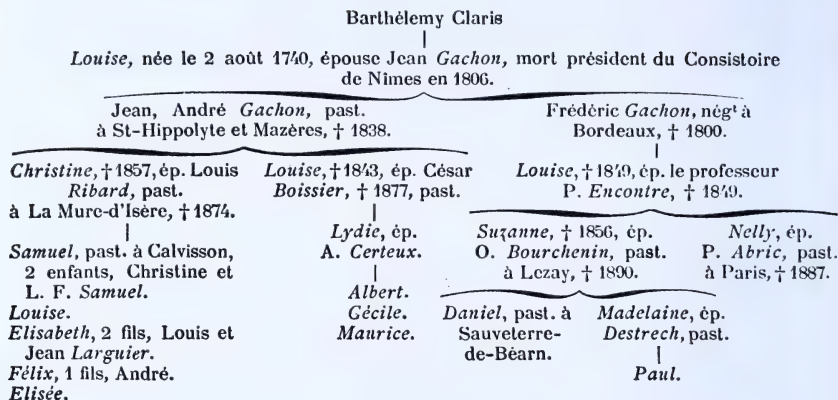 Barthélemy Claris
Louise, née le 2 août 1740, épouse Jean Gachon, mort président du Consistoire
de Nîmes en 1806.
Jean, André Gachon, past.
à St-Hippolyte et Mazères, † 1838.
Frédéric Gachon, négt à
Bordeaux, † 1800.
Christine, † 1857, ép. Louis
Ribard, past.
à La Mure-d'Isère, † 1874.
Louise, † 1843, ép. César
Boissier, † 1877, past.
Louise, † 1849, ép. le professeur
P. Encontre, † 1849.
Samuel, past. à Calvisson,
2 enfants, Christine et
L. F. Samuel.
Louise.
Elisabeth, 2 fils, Louis et
Jean Larguier.
Félix, 1 fils, André.
Elisée.
Lydie, ép.
A. Certeux.
Albert.
Cécile.
Maurice.
Suzanne, † 1856, ép.
O. Bourchenin, past.
à Lezay, † 1890.
Nelly, ép.
P. Abric, past.
à Paris, † 1887.
Daniel, past. à
Sauveterre-
de-Béarn.
Madelaine, ép.
Destrech, past.
Paul.